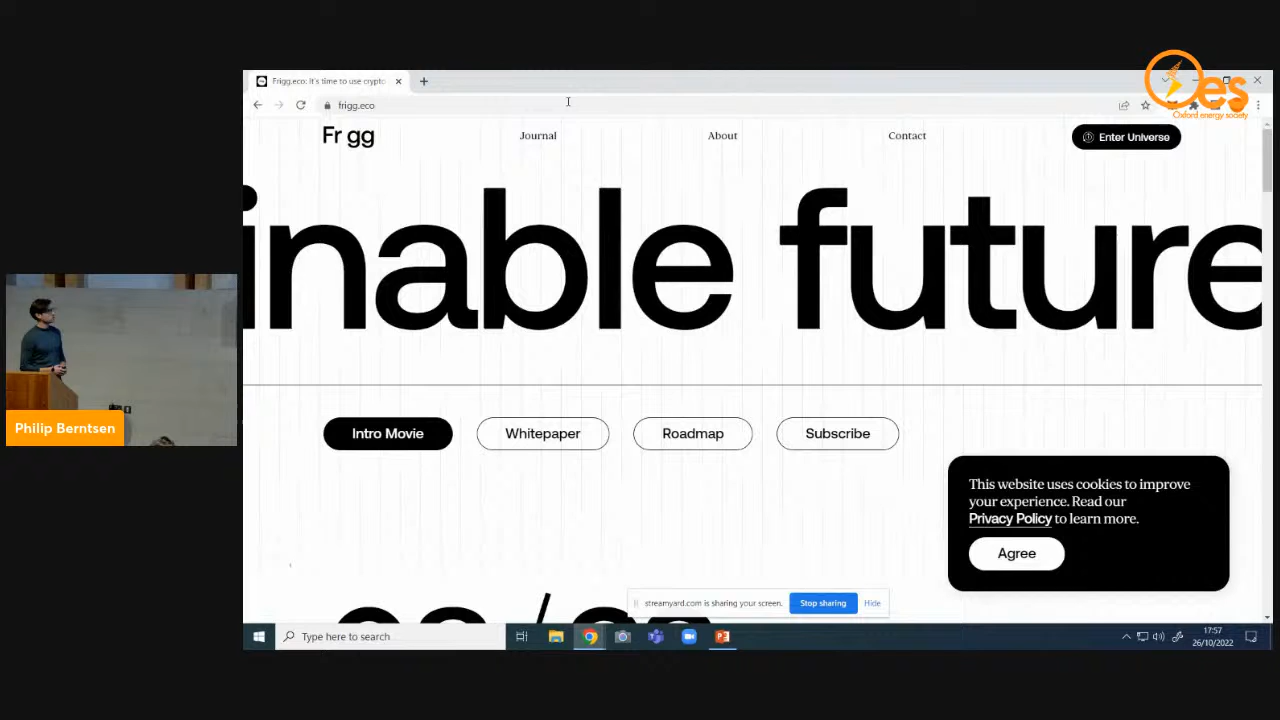 Frigg.eco: It's time to use crypto
frigg.eco
Oes
Oxford energy society
Fr gg
Journal
About
Contact
Enter Universe
inable future
Intro Movie
Whitepaper
Roadmap
Subscribe
This website uses cookies to improve
your experience. Read our
Privacy Policy to learn more.
Agree
Philip Berntsen
streamyard.com is sharing your screen.
Stop sharing
Hide
Type here to search
17:57
26/10/2022